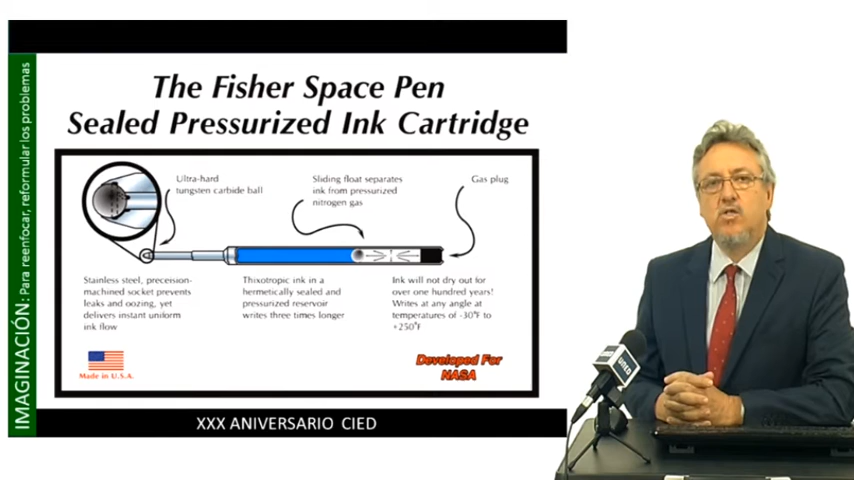 IMAGINACIÓN: Para reenfocar, reformular los problemas
The Fisher Space Pen
Sealed Pressurized Ink Cartridge
Ultra-hard
tungsten carbide ball
Sliding float separates
ink from pressurized
nitrogen gas
Gas plug
Stainless steel, preceision-
machined socket prevents
leaks and oozing, yet
delivers instant uniform
ink flow
Thixotropic ink in a
hermetically sealed and
pressurized reservoir
writes three times longer
Ink will not dry out for
over one hundred years!
Writes at any angle at
temperatures of -30°F to
+250°F
Made in U.S.A.
Developed For
NASA
XXX ANIVERSARIO CIED
UNED